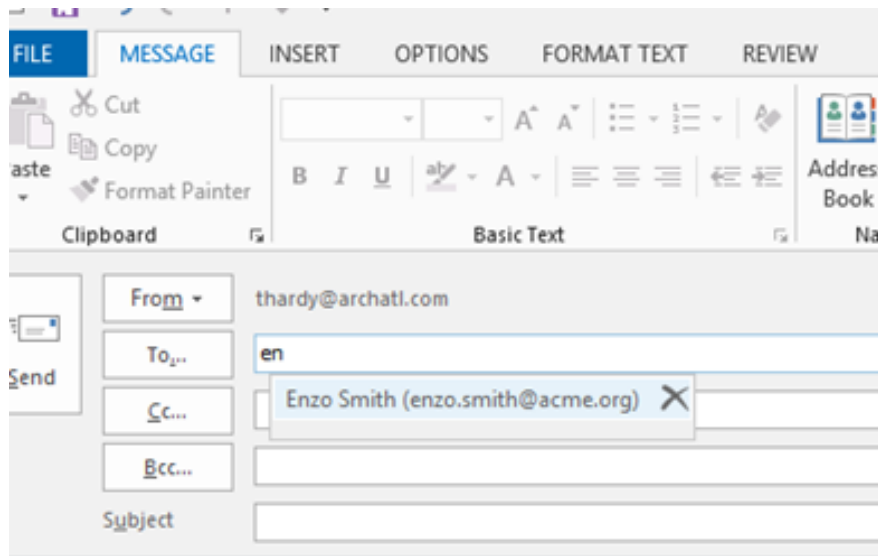 FILE MESSAGE INSERT OPTIONS FORMAT TEXT REVIEW
Cut
Copy
aste
Format Painter
B I U A
Addres
Book
Clipboard Basic Text Na
From thardy@archatl.com
To... en
Send
Enzo Smith (enzo.smith@acme.org)
Cc...
Bcc...
Subject